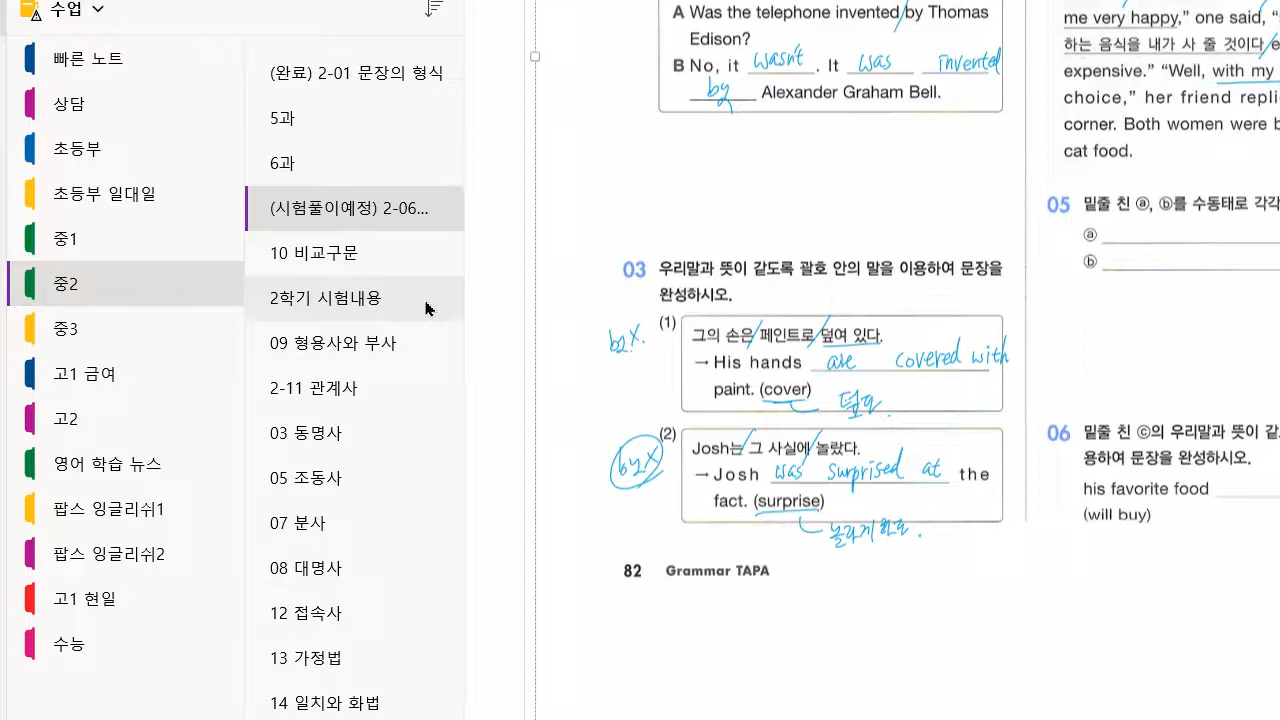 수업
빠른 노트
상담
초등부
초등부 일대일
중1
중2
중3
고1 금여
고2
영어 학습 뉴스
팝스 잉글리쉬1
팝스 잉글리쉬2
고1 현일
수능
(완료) 2-01 문장의 형식
5과
6과
(시험풀이예정) 2-06...
10 비교구문
2학기 시험내용
09 형용사와 부사
2-11 관계사
03 동명사
05 조동사
07 분사
08 대명사
12 접속사
13 가정법
14 일치와 화법
A Was the telephone invented by Thomas
Edison?
B No, it wasn't. It was invented
by Alexander Graham Bell.
03 우리말과 뜻이 같도록 괄호 안의 말을 이용하여 문장을
완성하시오.
by X.
(1) 그의 손은 페인트로 덮여 있다.
→ His hands are covered with
paint. (cover)
덮다.
by X
(2) Josh는 그 사실에 놀랐다.
→ Josh was surprised at the
fact. (surprise)
놀라게 하다.
82 Grammar TAPA
me very happy,” one said, “
하는 음식을 내가 사 줄 것이다
expensive.” “Well, with my
choice,” her friend repli
corner. Both women were b
cat food.
05 밑줄 친 ⓐ, ⓑ를 수동태로 각각
ⓐ
ⓑ
06 밑줄 친 ⓒ의 우리말과 뜻이 같
용하여 문장을 완성하시오.
his favorite food
(will buy)